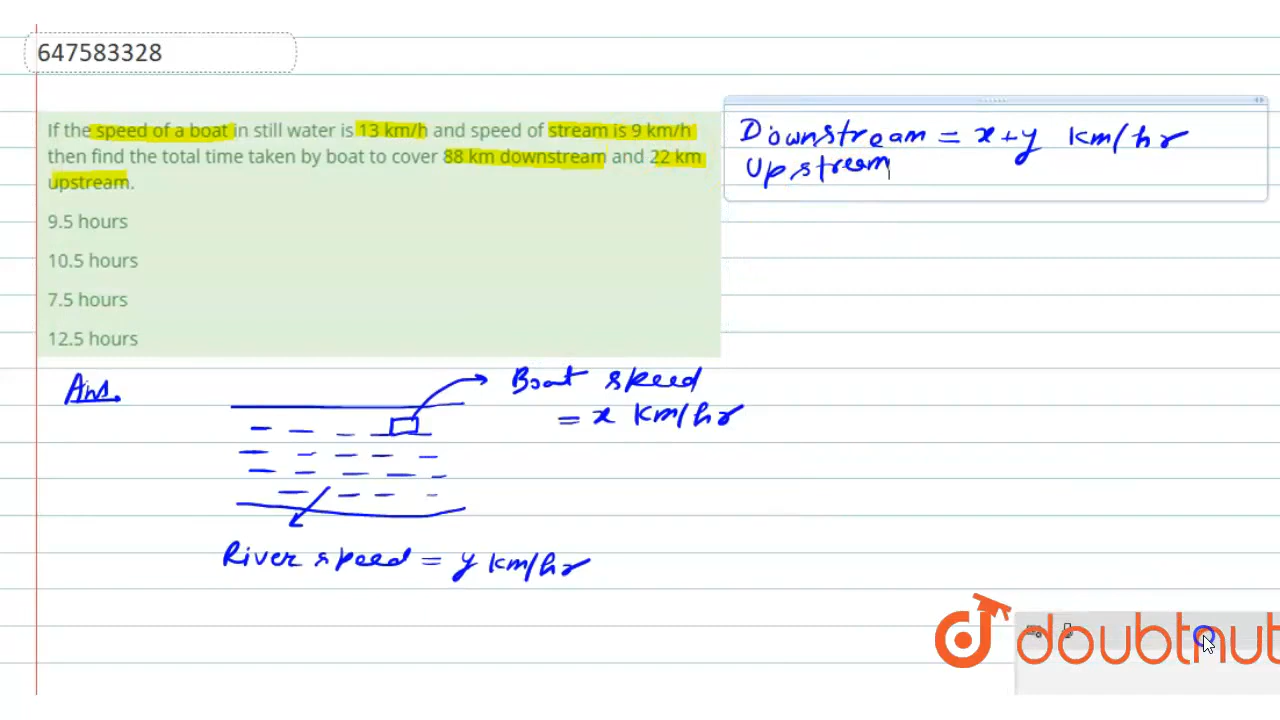 647583328
If the speed of a boat in still water is 13 km/h and speed of stream is 9 km/h
then find the total time taken by boat to cover 88 km downstream and 22 km
upstream.
9.5 hours
10.5 hours
7.5 hours
12.5 hours
Downstream = x+y km/hr
Upstream
Ans.
Boat speed
= x km/hr
River speed = y km/hr
doubtnut